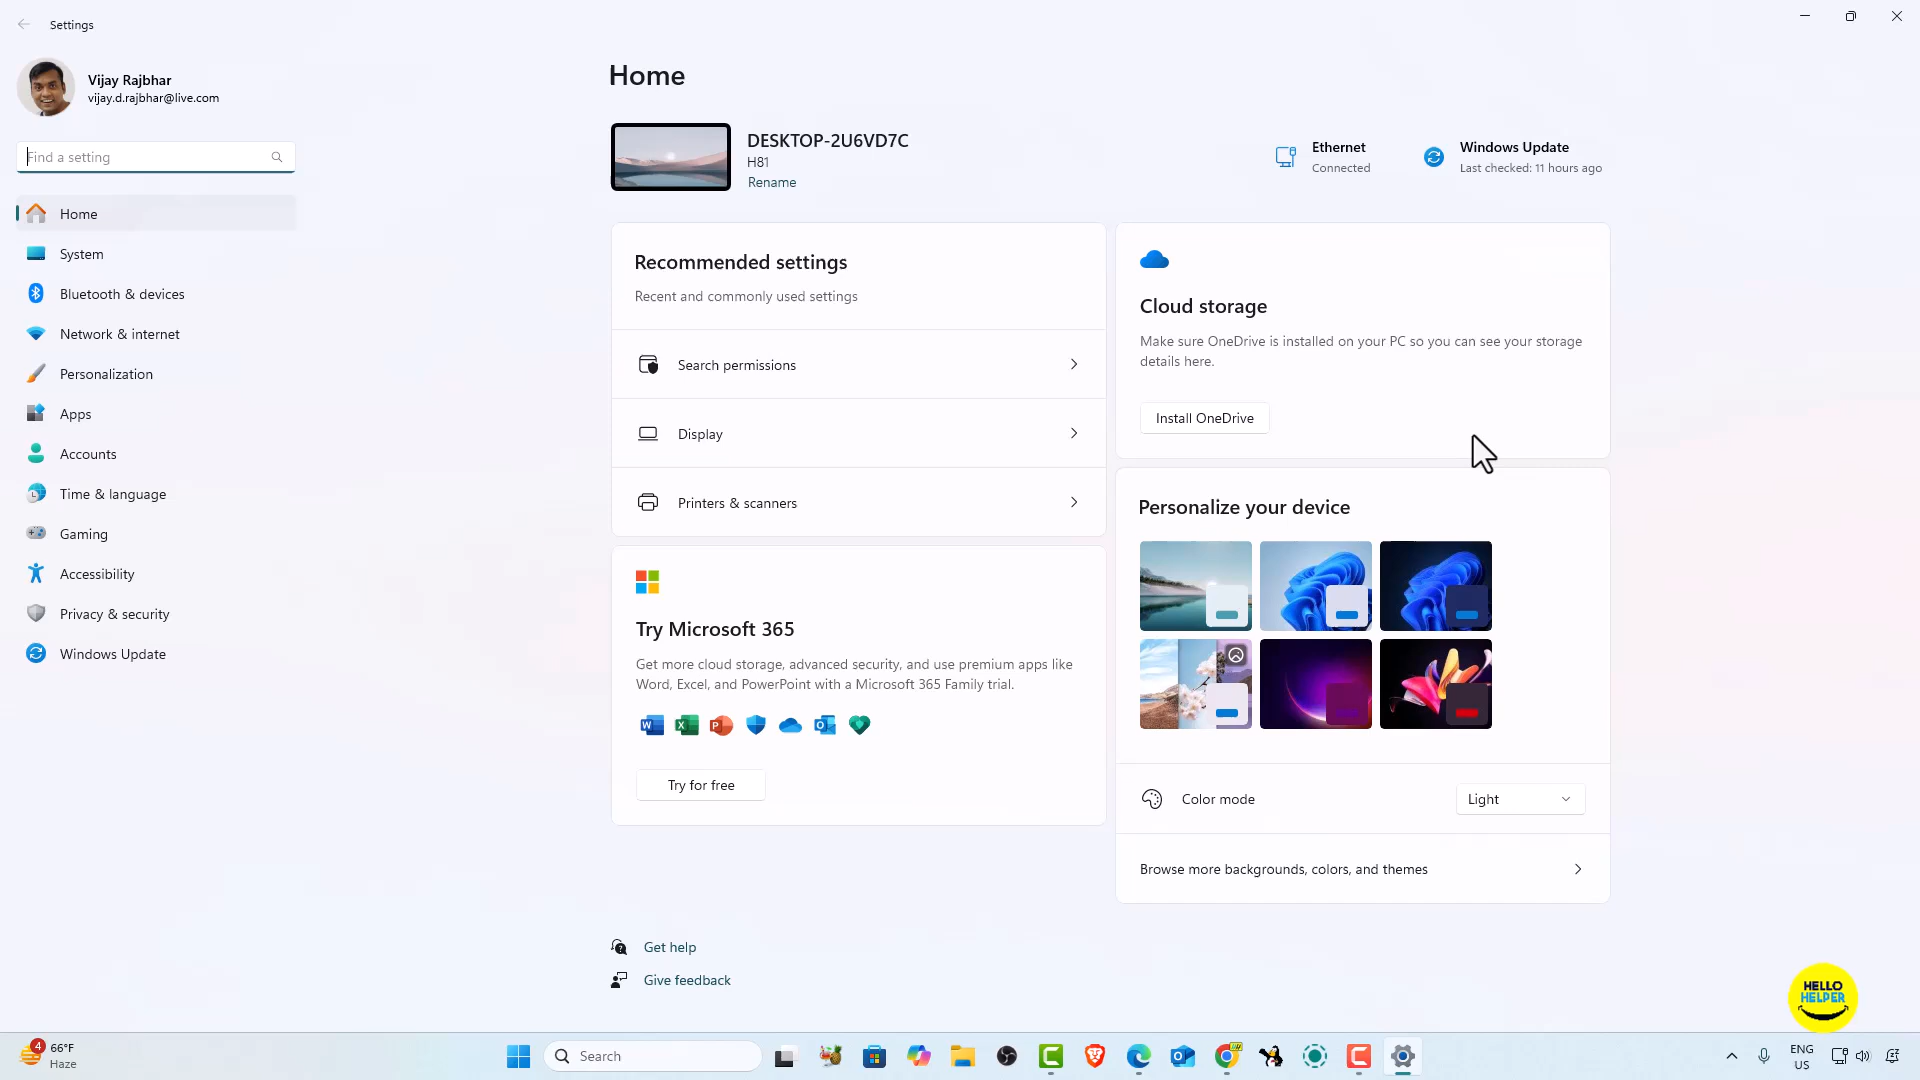 Settings
Vijay Rajbhar
vijay.d.rajbhar@live.com
Find a setting
Home
System
Bluetooth & devices
Network & internet
Personalization
Apps
Accounts
Time & language
Gaming
Accessibility
Privacy & security
Windows Update
Home
DESKTOP-2U6VD7C
H81
Rename
Ethernet
Connected
Windows Update
Last checked: 11 hours ago
Recommended settings
Recent and commonly used settings
Search permissions
Display
Printers & scanners
Try Microsoft 365
Get more cloud storage, advanced security, and use premium apps like
Word, Excel, and PowerPoint with a Microsoft 365 Family trial.
Try for free
Cloud storage
Make sure OneDrive is installed on your PC so you can see your storage
details here.
Install OneDrive
Personalize your device
Color mode
Light
Browse more backgrounds, colors, and themes
Get help
Give feedback
HELLO
HELPER
4
66°F
Haze
Search
ENG
US